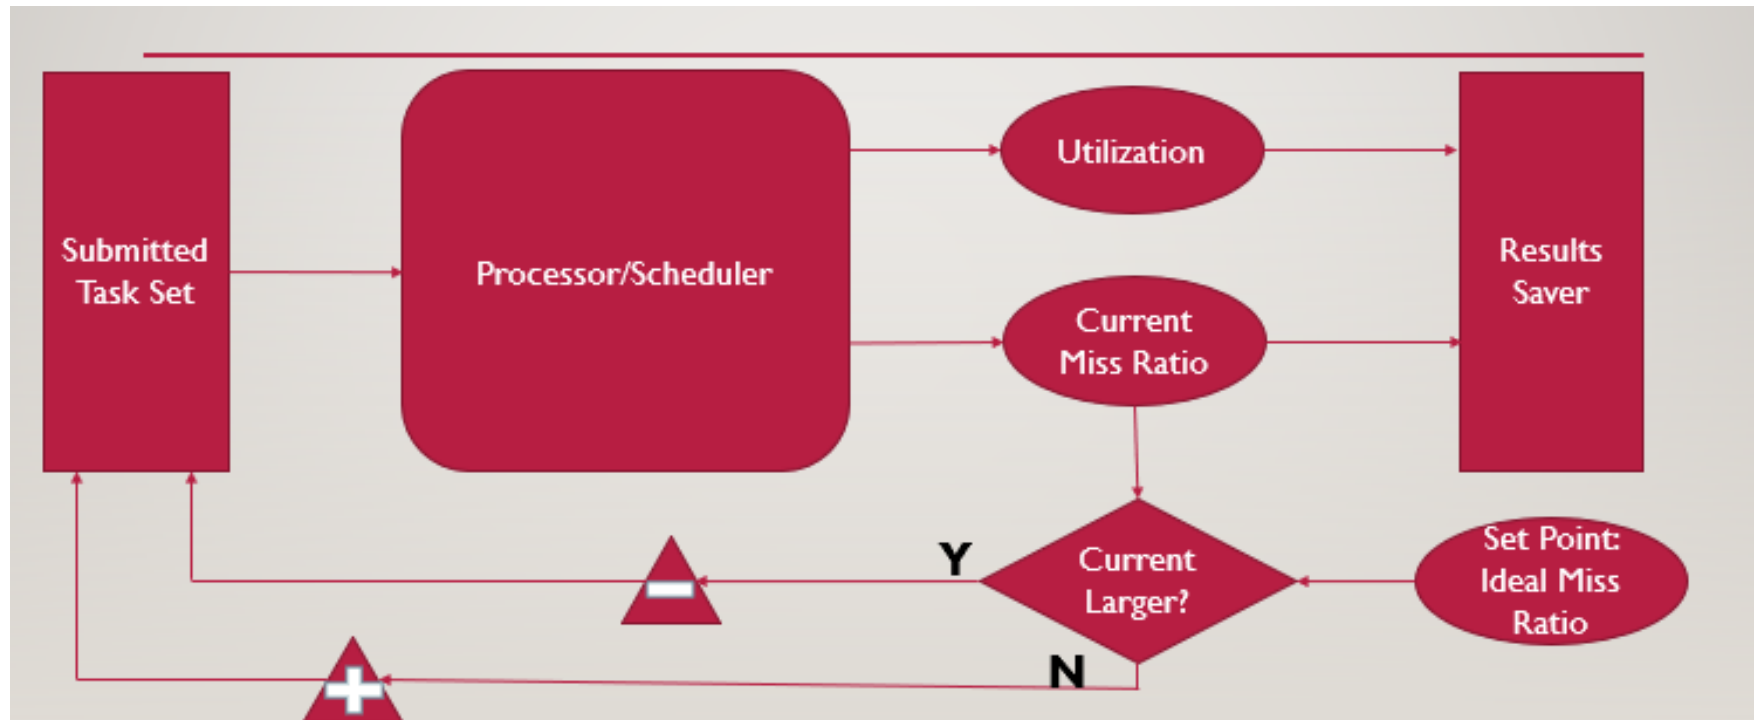 Submitted
Task Set
Processor/Scheduler
Utilization
Current
Miss Ratio
Results
Saver
Y
Current
Larger?
Set Point:
Ideal Miss
Ratio
N